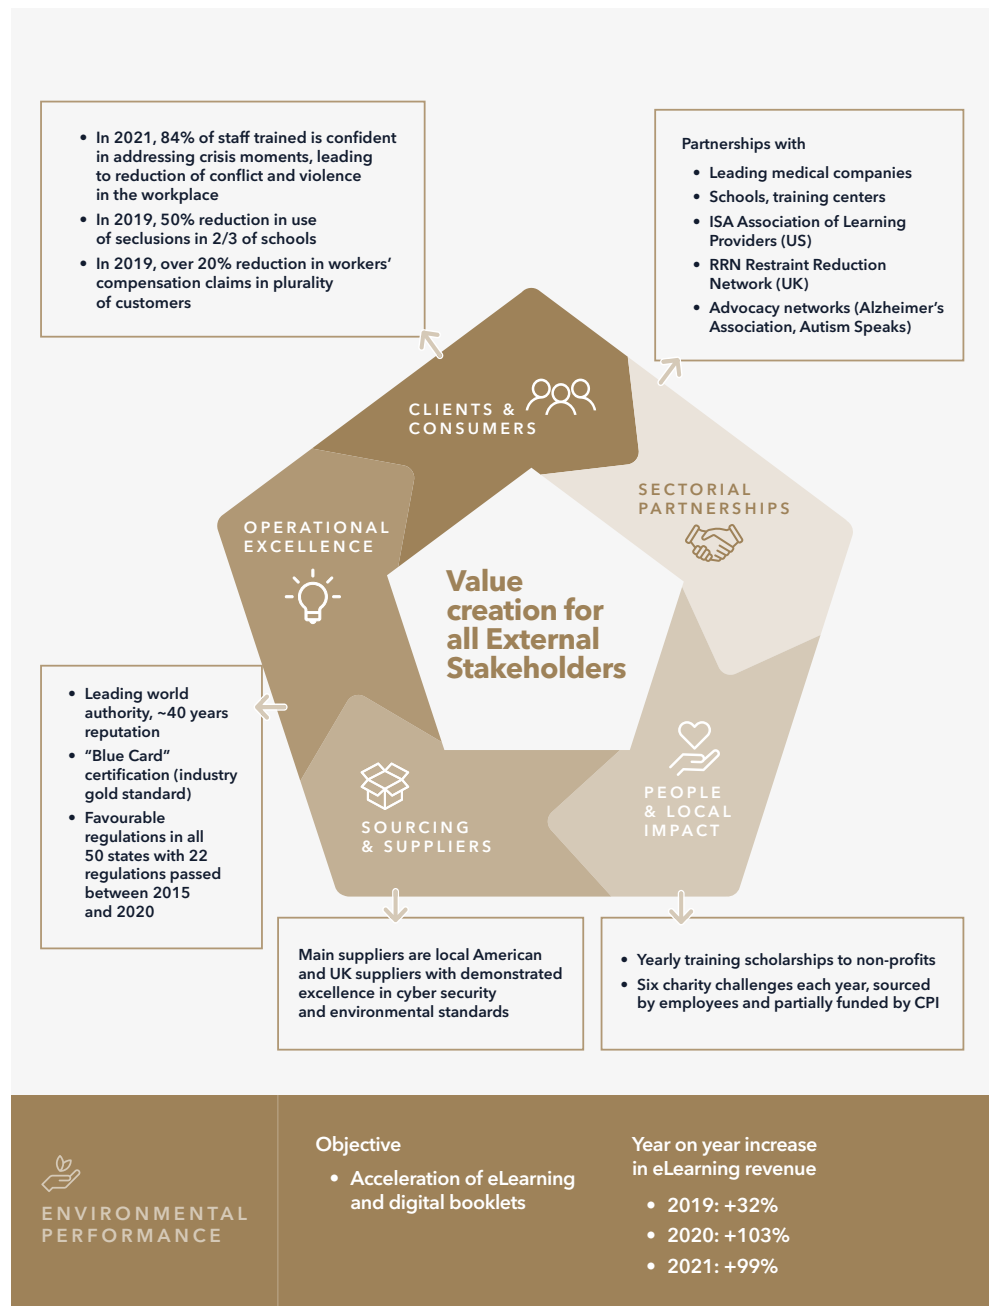 • In 2021, 84% of staff trained is confident
in addressing crisis moments, leading
to reduction of conflict and violence
in the workplace
• In 2019, 50% reduction in use
of seclusions in 2/3 of schools
• In 2019, over 20% reduction in workers’
compensation claims in plurality
of customers
Partnerships with
• Leading medical companies
• Schools, training centers
• ISA Association of Learning
Providers (US)
• RRN Restraint Reduction
Network (UK)
• Advocacy networks (Alzheimer’s
Association, Autism Speaks)
CLIENTS &
CONSUMERS
SECTORIAL
PARTNERSHIPS
OPERATIONAL
EXCELLENCE
Value
creation for
all External
Stakeholders
• Leading world
authority, ~40 years
reputation
• “Blue Card”
certification (industry
gold standard)
• Favourable
regulations in all
50 states with 22
regulations passed
between 2015
and 2020
PEOPLE
& LOCAL
IMPACT
SOURCING
& SUPPLIERS
Main suppliers are local American
and UK suppliers with demonstrated
excellence in cyber security
and environmental standards
• Yearly training scholarships to non-profits
• Six charity challenges each year, sourced
by employees and partially funded by CPI
ENVIRONMENTAL
PERFORMANCE
Objective
• Acceleration of eLearning
and digital booklets
Year on year increase
in eLearning revenue
• 2019: +32%
• 2020: +103%
• 2021: +99%